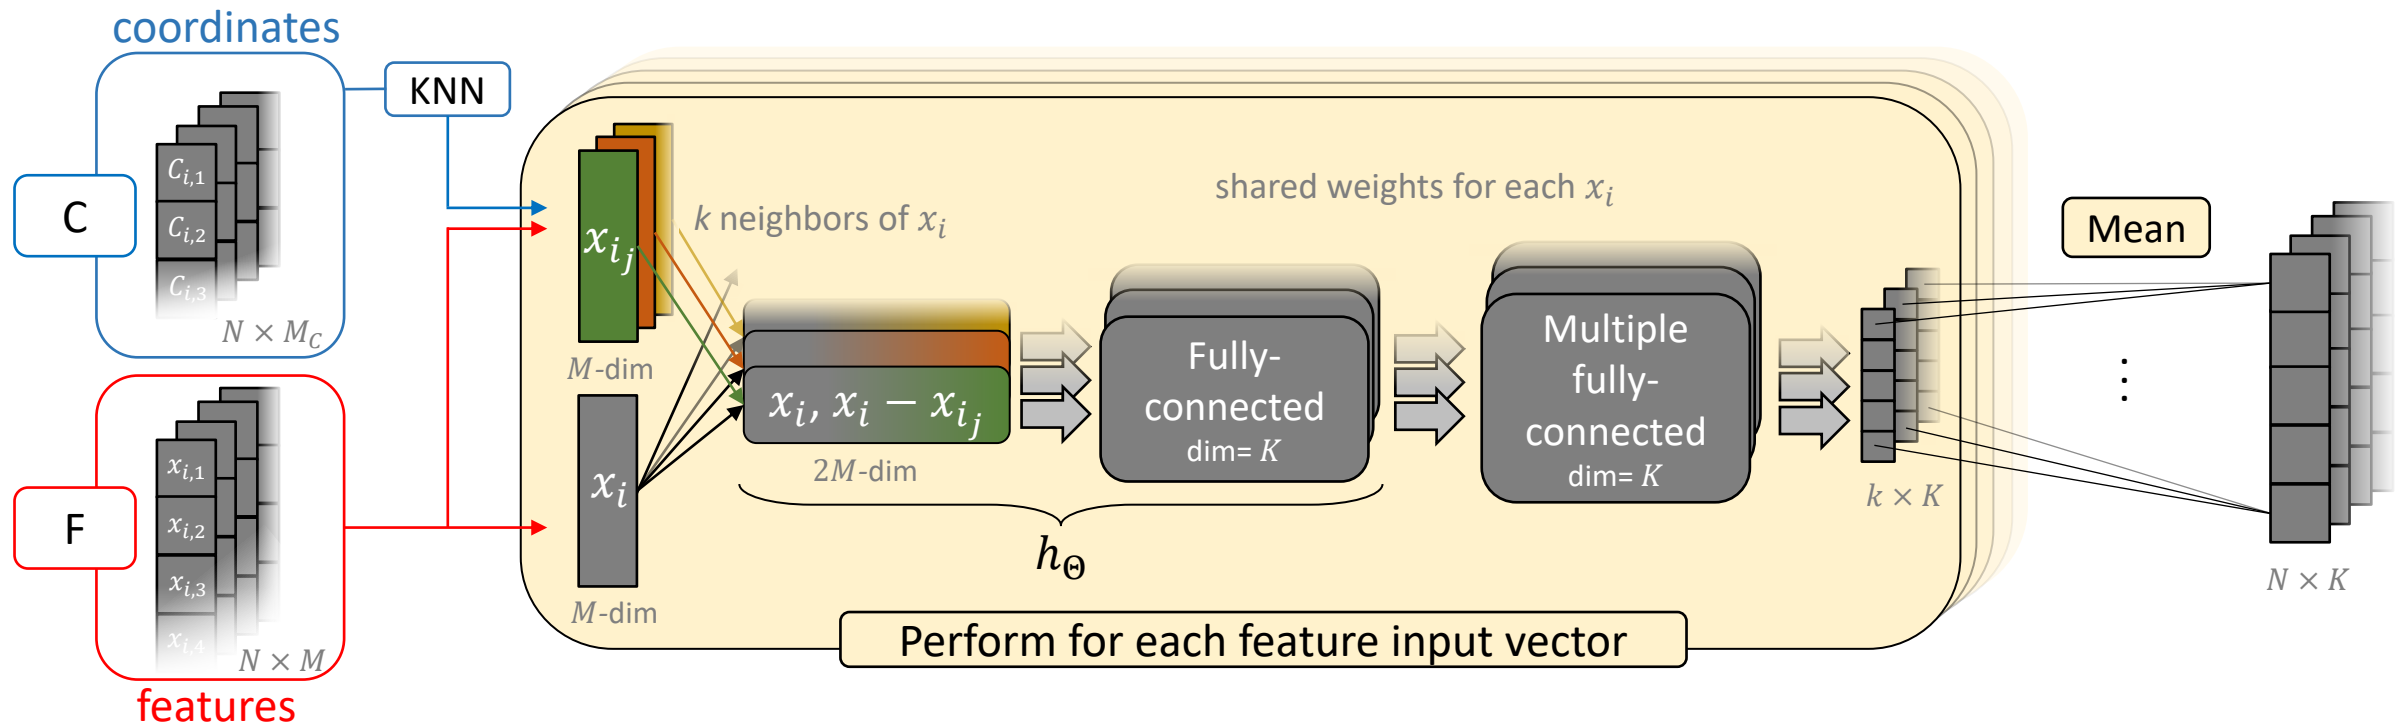 coordinates
KNN
C
C_{i,1}
C_{i,2}
C_{i,3}
N × M_C
F
x_{i,1}
x_{i,2}
x_{i,3}
x_{i,4}
N × M
features
x_{i_j}
M-dim
k neighbors of x_i
x_i
M-dim
x_i, x_i − x_{i_j}
2M-dim
h_Θ
shared weights for each x_i
Fully-
connected
dim= K
Multiple
fully-
connected
dim= K
k × K
Perform for each feature input vector
Mean
⋮
N × K